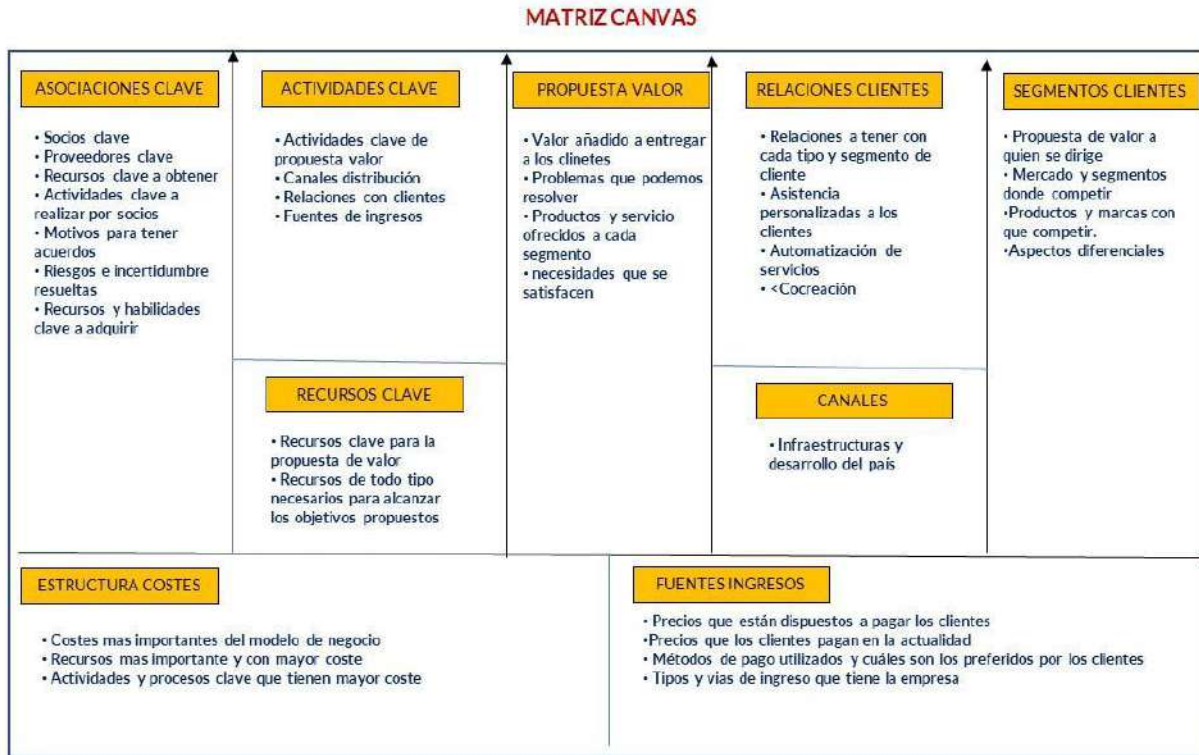 MATRIZ CANVAS
ASOCIACIONES CLAVE
• Socios clave
• Proveedores clave
• Recursos clave a obtener
• Actividades clave a
realizar por socios
• Motivos para tener
acuerdos
• Riesgos e incertidumbre
resueltas
• Recursos y habilidades
clave a adquirir
ACTIVIDADES CLAVE
• Actividades clave de
propuesta valor
• Canales distribución
• Relaciones con clientes
• Fuentes de ingresos
RECURSOS CLAVE
• Recursos clave para la
propuesta de valor
• Recursos de todo tipo
necesarios para alcanzar
los objetivos propuestos
PROPUESTA VALOR
• Valor añadido a entregar
a los clinetes
• Problemas que podemos
resolver
• Productos y servicio
ofrecidos a cada
segmento
• necesidades que se
satisfacen
RELACIONES CLIENTES
• Relaciones a tener con
cada tipo y segmento de
cliente
• Asistencia
personalizadas a los
clientes
• Automatización de
servicios
• <Cocreación
CANALES
• Infraestructuras y
desarrollo del país
SEGMENTOS CLIENTES
• Propuesta de valor a
quien se dirige
• Mercado y segmentos
donde competir
•Productos y marcas con
que competir.
•Aspectos diferenciales
ESTRUCTURA COSTES
• Costes mas importantes del modelo de negocio
• Recursos mas importante y con mayor coste
• Actividades y procesos clave que tienen mayor coste
FUENTES INGRESOS
• Precios que están dispuestos a pagar los clientes
•Precios que los clientes pagan en la actualidad
• Métodos de pago utilizados y cuáles son los preferidos por los clientes
• Tipos y vias de ingreso que tiene la empresa